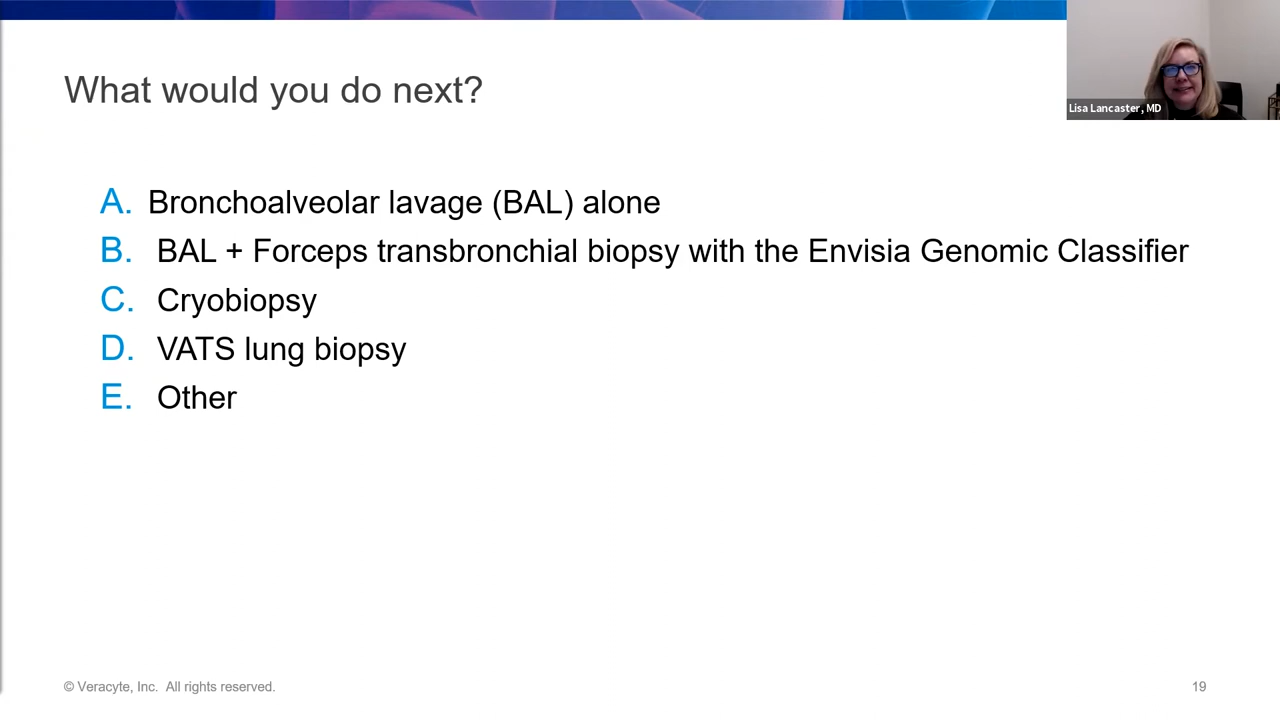 What would you do next?
Lisa Lancaster, MD
A. Bronchoalveolar lavage (BAL) alone
B. BAL + Forceps transbronchial biopsy with the Envisia Genomic Classifier
C. Cryobiopsy
D. VATS lung biopsy
E. Other
© Veracyte, Inc. All rights reserved.
19